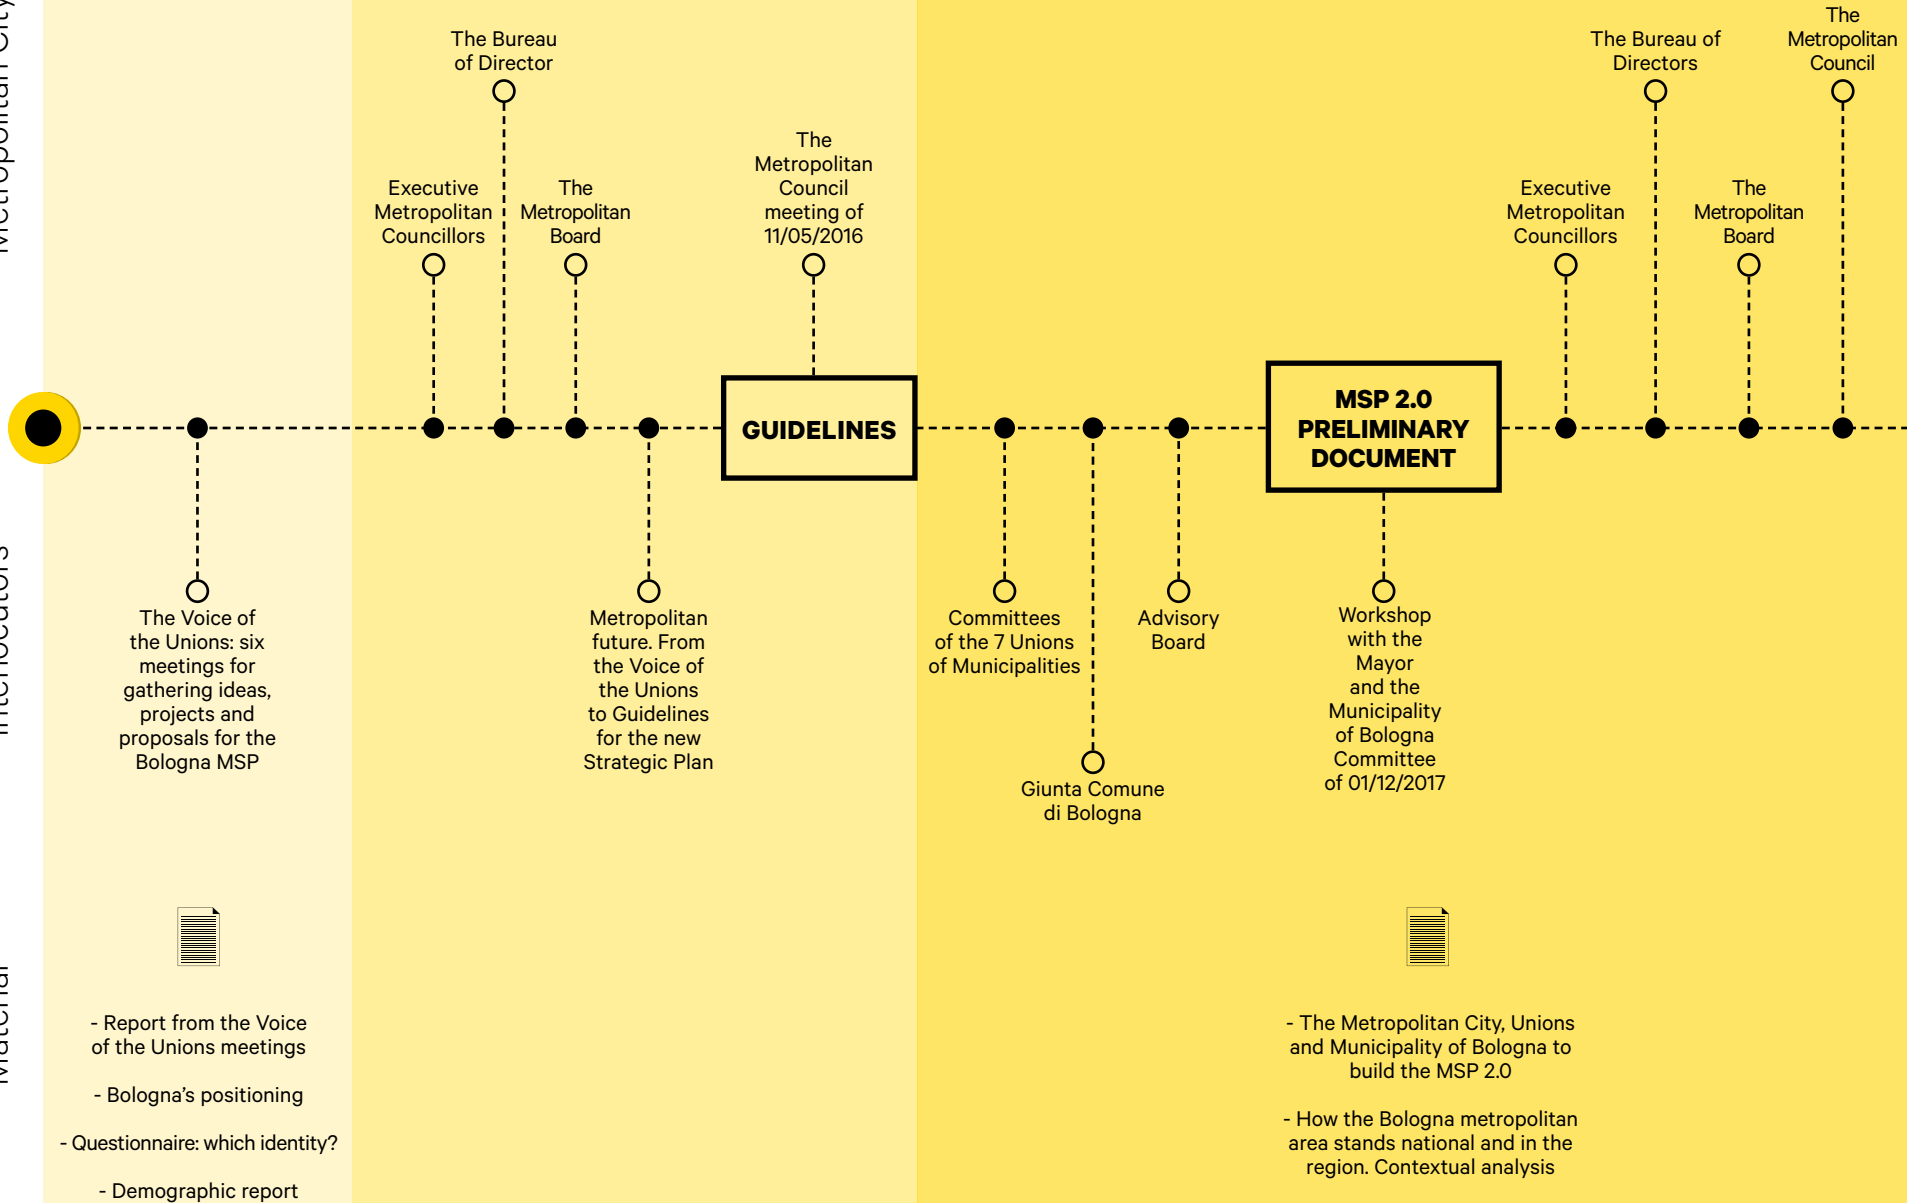 Metropolitan City
The Bureau
of Director
Executive
Metropolitan
Councillors
The
Metropolitan
Board
The
Metropolitan
Council
meeting of
11/05/2016
The Bureau of
Directors
The
Metropolitan
Council
Executive
Metropolitan
Councillors
The
Metropolitan
Board
GUIDELINES
MSP 2.0
PRELIMINARY
DOCUMENT
Interlocutors
The Voice of
the Unions: six
meetings for
gathering ideas,
projects and
proposals for the
Bologna MSP
Metropolitan
future. From
the Voice of
the Unions
to Guidelines
for the new
Strategic Plan
Committees
of the 7 Unions
of Municipalities
Giunta Comune
di Bologna
Advisory
Board
Workshop
with the
Mayor
and the
Municipality
of Bologna
Committee
of 01/12/2017
Material
- Report from the Voice
of the Unions meetings
- Bologna’s positioning
- Questionnaire: which identity?
- Demographic report
- The Metropolitan City, Unions
and Municipality of Bologna to
build the MSP 2.0
- How the Bologna metropolitan
area stands national and in the
region. Contextual analysis